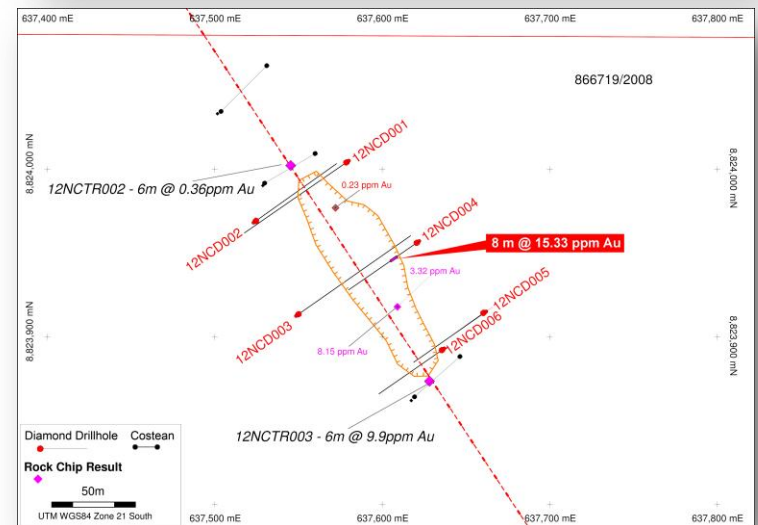 637,400 mE
637,500 mE
637,600 mE
637,700 mE
637,800 mE
866719/2008
12NCD001
8,824,000 mN
8,824,000 mN
12NCTR002 - 6m @ 0.36ppm Au
0.23 ppm Au
12NCD002
12NCD004
8 m @ 15.33 ppm Au
3.32 ppm Au
12NCD005
12NCD003
12NCD006
8,823,900 mN
8,823,900 mN
8.15 ppm Au
12NCTR003 - 6m @ 9.9ppm Au
Diamond Drillhole
Costean
Rock Chip Result
50m
UTM WGS84 Zone 21 South
637,500 mE
637,600 mE
637,700 mE
637,800 mE